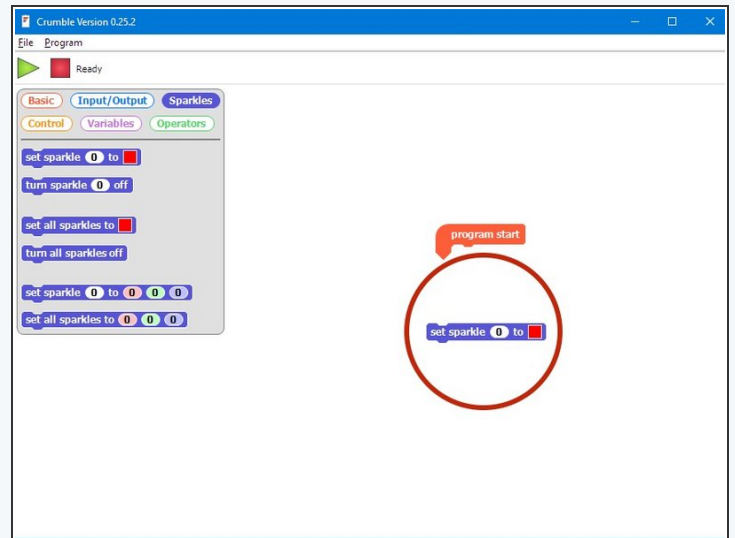 Crumble Version 0.25.2
File Program
Ready
Basic Input/Output Sparkles
Control Variables Operators
set sparkle 0 to
turn sparkle 0 off
set all sparkles to
turn all sparkles off
set sparkle 0 to 0 0 0
set all sparkles to 0 0 0
program start
set sparkle 0 to